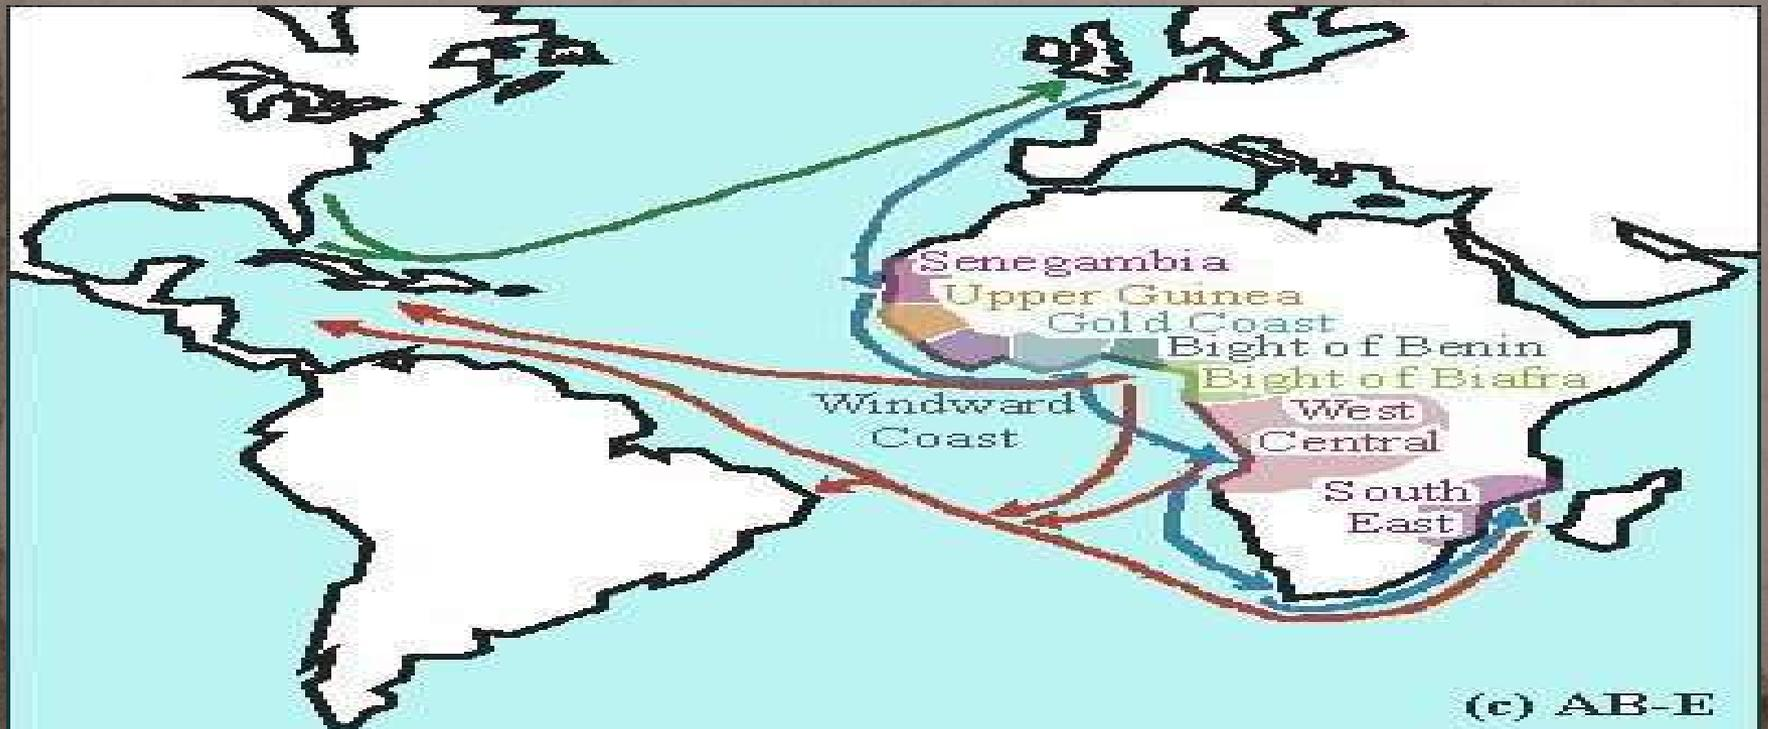 Senegambia
Upper Guinea
Gold Coast
Bight of Benin
Bight of Biafra
Windward
Coast
West
Central
South
East
(c) AB-E